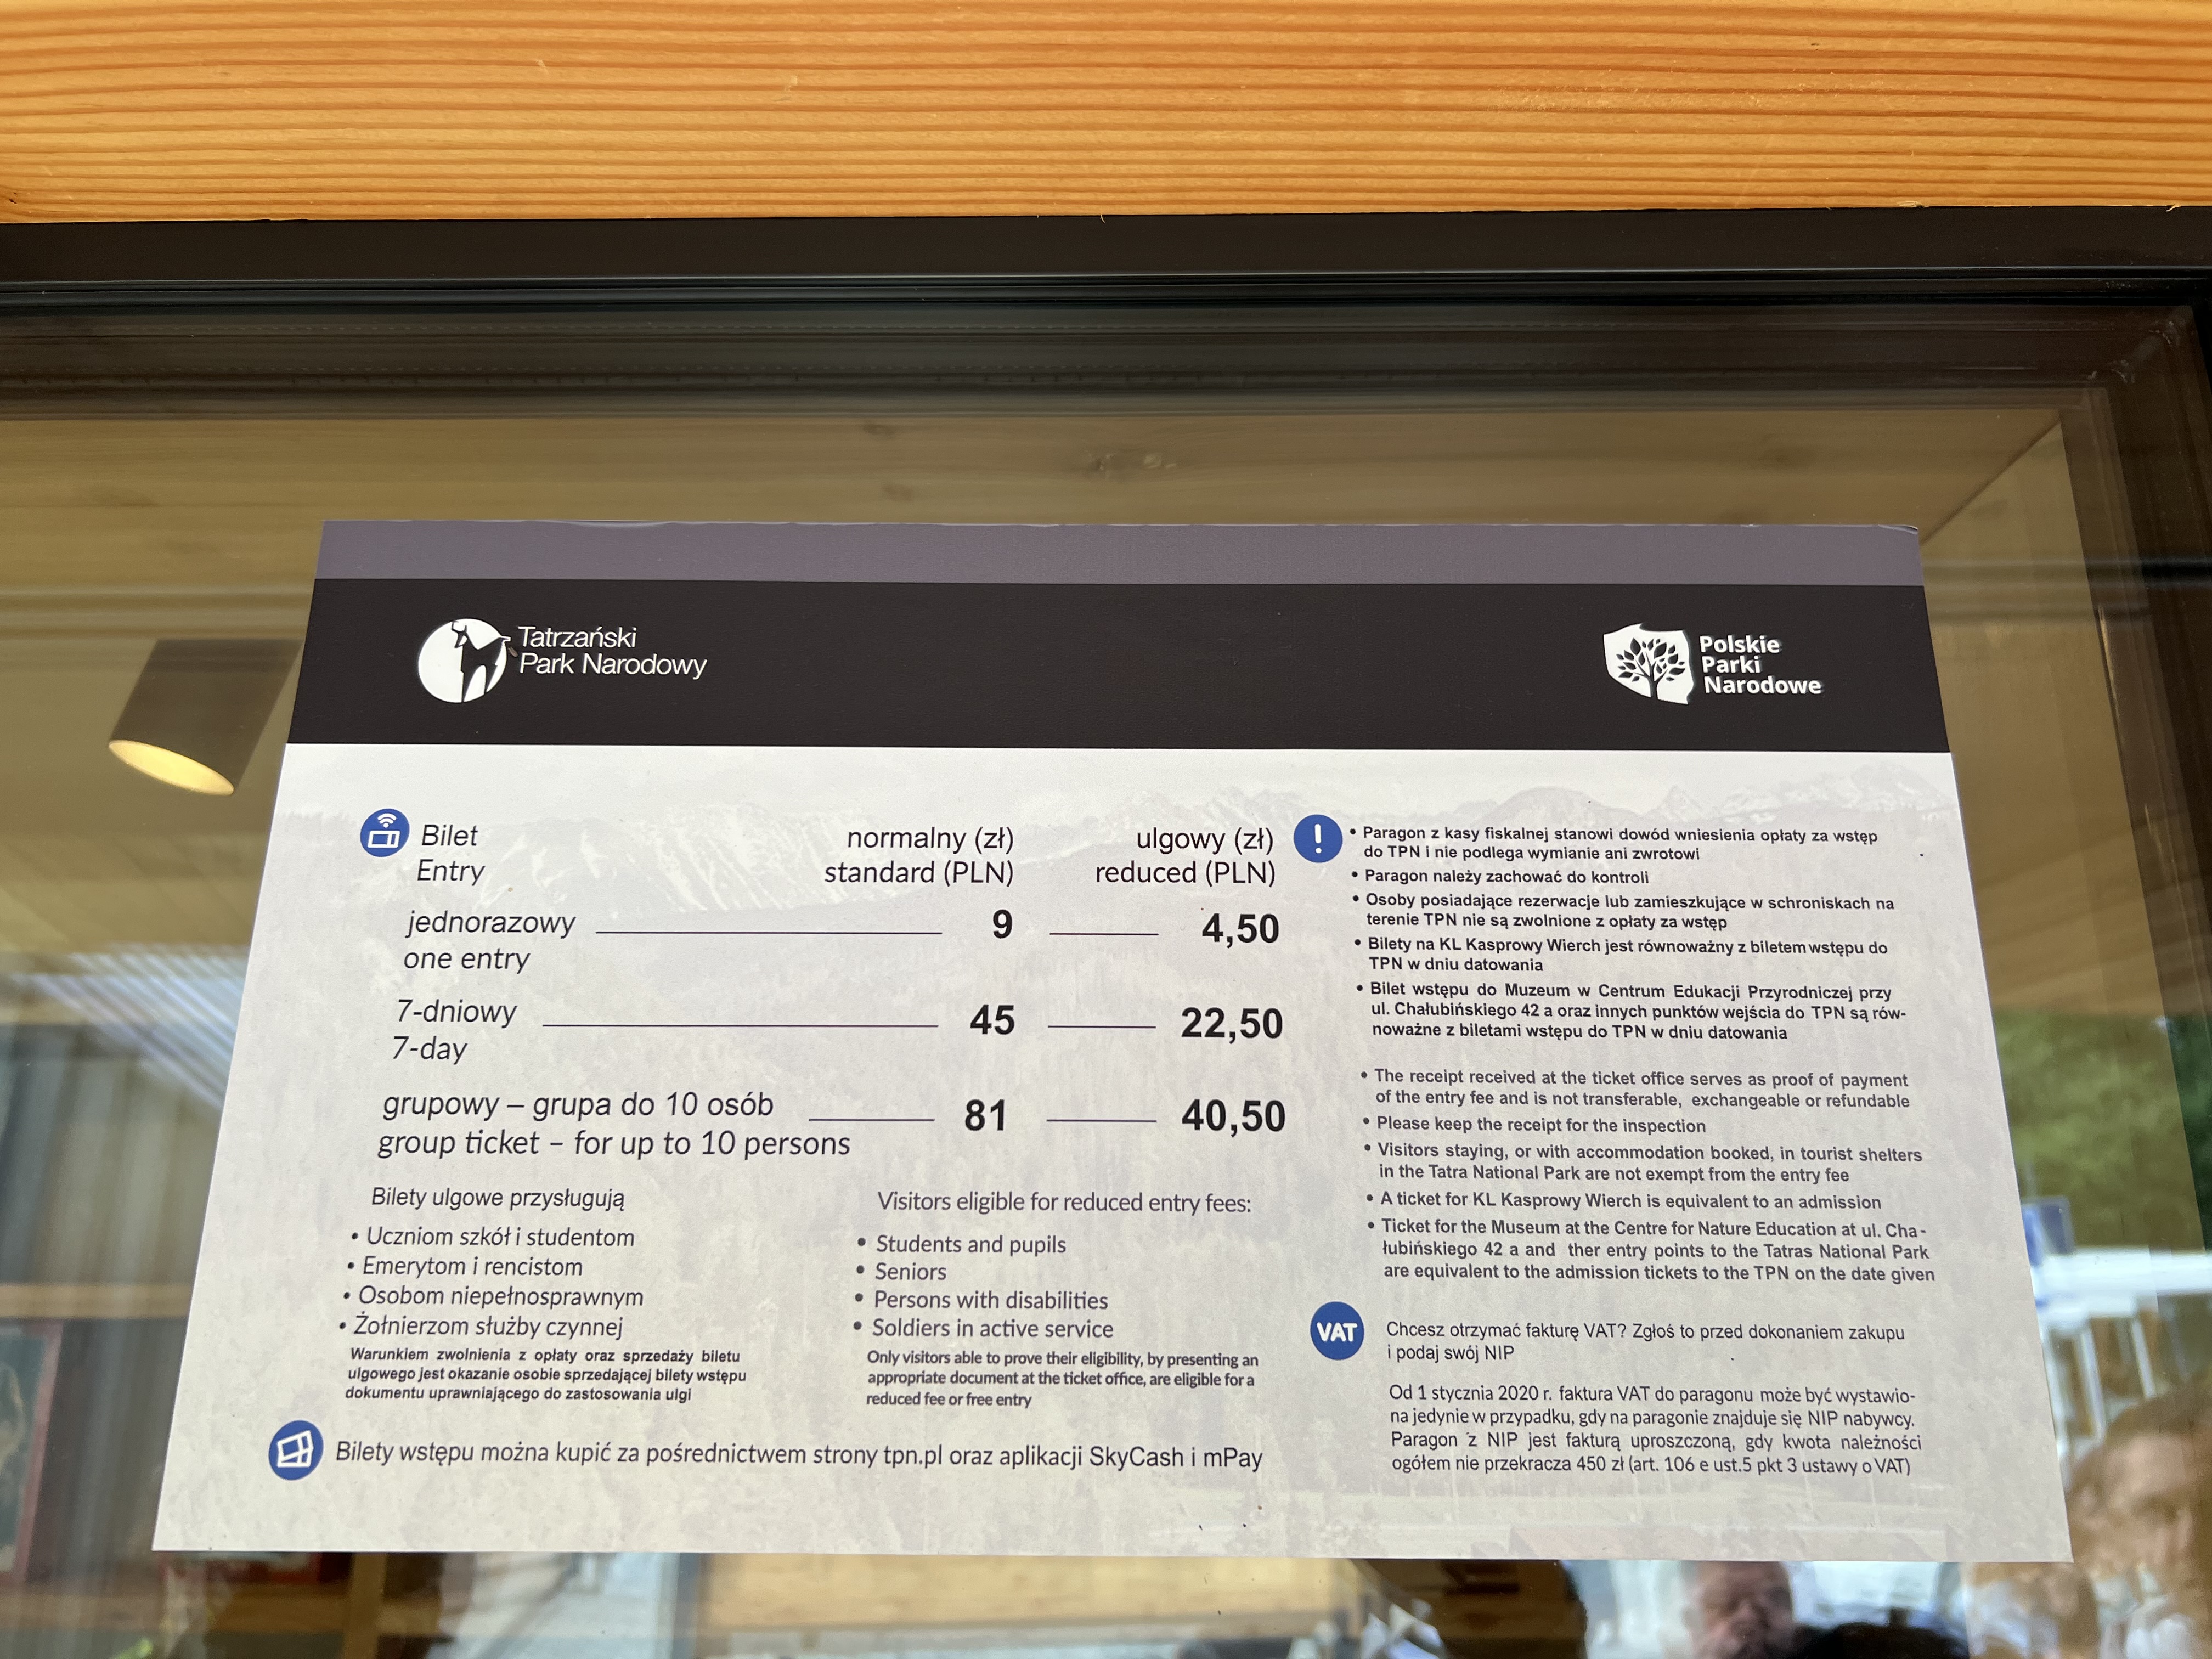 Tatrzański
Park Narodowy
Polskie
Parki
Narodowe
Bilet
Entry
normalny (zł)
standard (PLN)
ulgowy (zł)
reduced (PLN)
jednorazowy
one entry
9
4,50
7-dniowy
7-day
45
22,50
grupowy – grupa do 10 osób
group ticket – for up to 10 persons
81
40,50
Bilety ulgowe przysługują
• Uczniom szkół i studentom
• Emerytom i rencistom
• Osobom niepełnosprawnym
• Żołnierzom służby czynnej
Warunkiem zwolnienia z opłaty oraz sprzedaży biletu
ulgowego jest okazanie osobie sprzedającej bilety wstępu
dokumentu uprawniającego do zastosowania ulgi
Visitors eligible for reduced entry fees:
• Students and pupils
• Seniors
• Persons with disabilities
• Soldiers in active service
Only visitors able to prove their eligibility, by presenting an
appropriate document at the ticket office, are eligible for a
reduced fee or free entry
Bilety wstępu można kupić za pośrednictwem strony tpn.pl oraz aplikacji SkyCash i mPay
!
• Paragon z kasy fiskalnej stanowi dowód wniesienia opłaty za wstęp
do TPN i nie podlega wymianie ani zwrotowi
• Paragon należy zachować do kontroli
• Osoby posiadające rezerwacje lub zamieszkujące w schroniskach na
terenie TPN nie są zwolnione z opłaty za wstęp
• Bilety na KL Kasprowy Wierch jest równoważny z biletem wstępu do
TPN w dniu datowania
• Bilet wstępu do Muzeum w Centrum Edukacji Przyrodniczej przy
ul. Chałubińskiego 42 a oraz innych punktów wejścia do TPN są rów-
noważne z biletami wstępu do TPN w dniu datowania
• The receipt received at the ticket office serves as proof of payment
of the entry fee and is not transferable, exchangeable or refundable
• Please keep the receipt for the inspection
• Visitors staying, or with accommodation booked, in tourist shelters
in the Tatra National Park are not exempt from the entry fee
• A ticket for KL Kasprowy Wierch is equivalent to an admission
• Ticket for the Museum at the Centre for Nature Education at ul. Cha-
łubińskiego 42 a and ther entry points to the Tatras National Park
are equivalent to the admission tickets to the TPN on the date given
VAT
Chcesz otrzymać fakturę VAT? Zgłoś to przed dokonaniem zakupu
i podaj swój NIP
Od 1 stycznia 2020 r. faktura VAT do paragonu może być wystawio-
na jedynie w przypadku, gdy na paragonie znajduje się NIP nabywcy.
Paragon z NIP jest fakturą uproszczoną, gdy kwota należności
ogółem nie przekracza 450 zł (art. 106 e ust.5 pkt 3 ustawy o VAT)